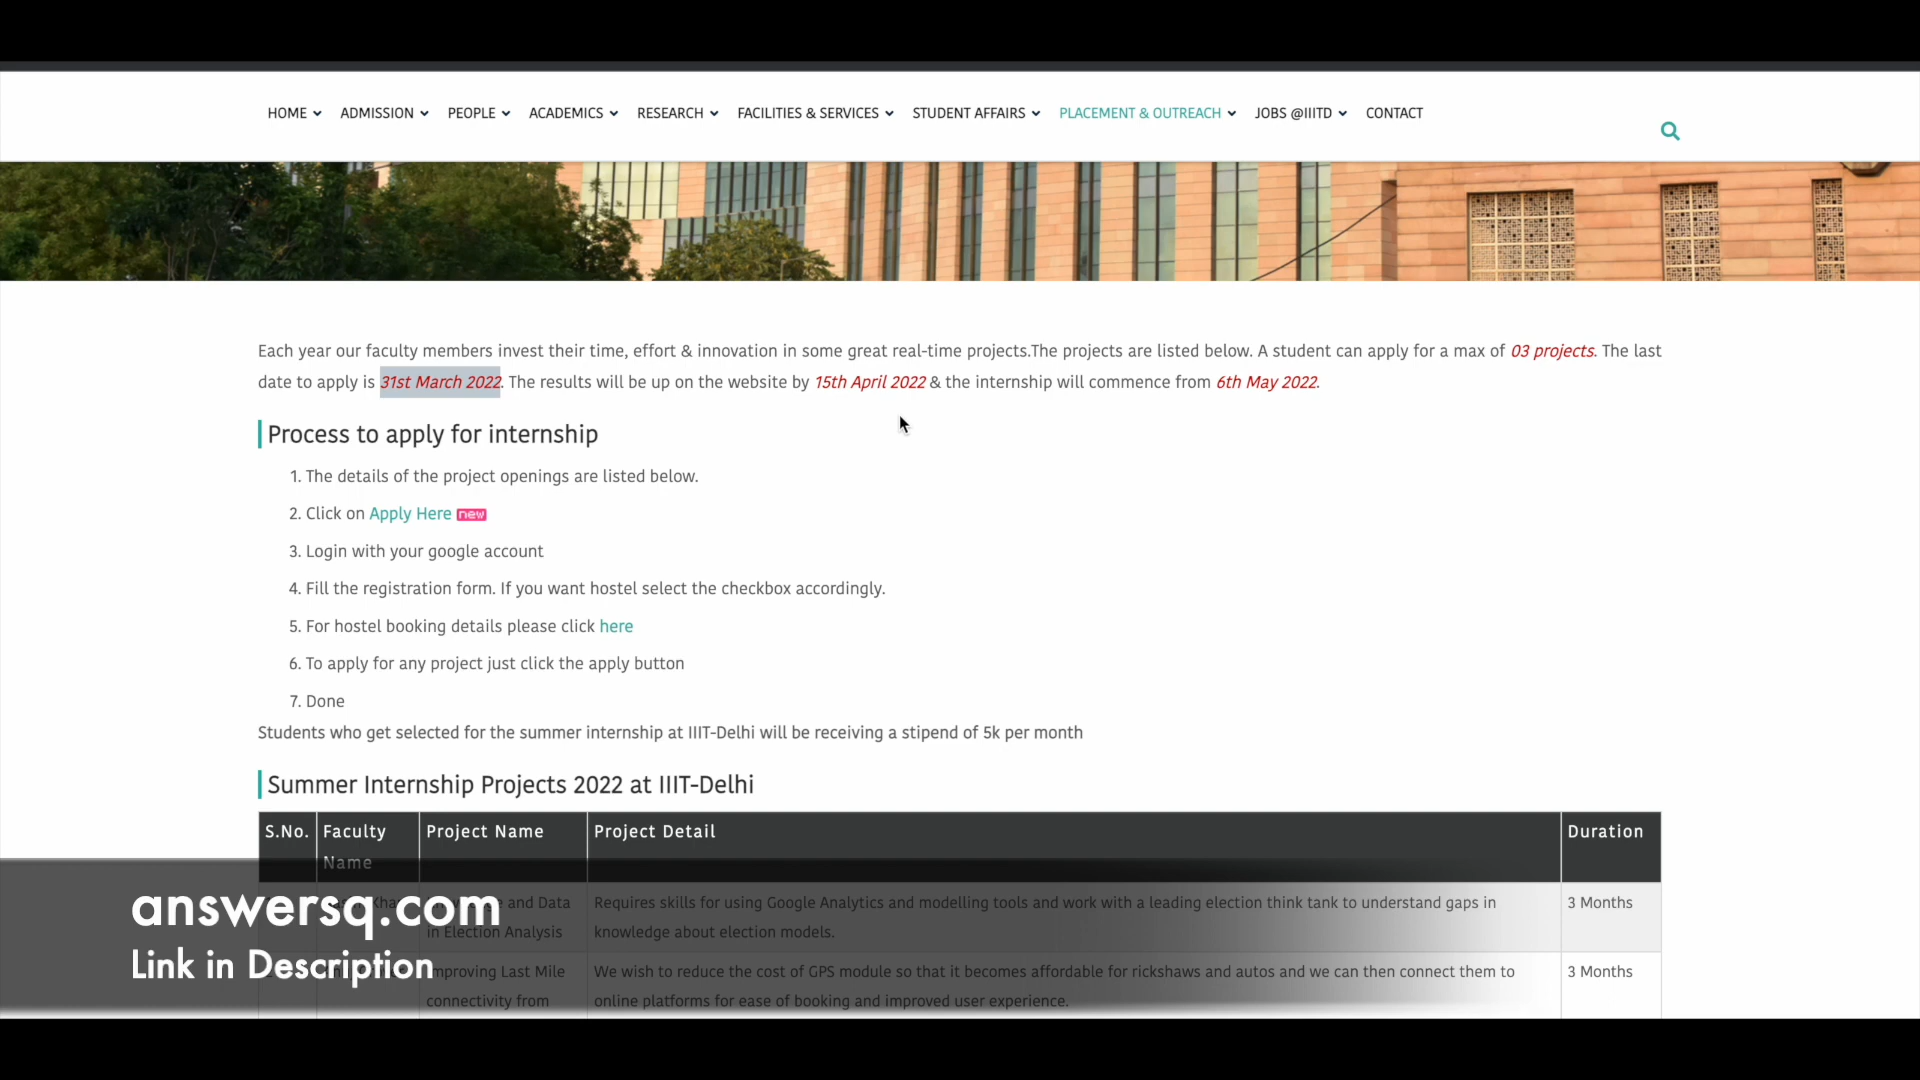 HOME ADMISSION PEOPLE ACADEMICS RESEARCH FACILITIES & SERVICES STUDENT AFFAIRS PLACEMENT & OUTREACH JOBS @IIITD CONTACT
Each year our faculty members invest their time, effort & innovation in some great real-time projects.The projects are listed below. A student can apply for a max of 03 projects. The last
date to apply is 31st March 2022. The results will be up on the website by 15th April 2022 & the internship will commence from 6th May 2022.
Process to apply for internship
1. The details of the project openings are listed below.
2. Click on Apply Here new
3. Login with your google account
4. Fill the registration form. If you want hostel select the checkbox accordingly.
5. For hostel booking details please click here
6. To apply for any project just click the apply button
7. Done
Students who get selected for the summer internship at IIIT-Delhi will be receiving a stipend of 5k per month
Summer Internship Projects 2022 at IIIT-Delhi
S.No. Faculty Name Project Name Project Detail Duration
and Data Requires skills for using Google Analytics and modelling tools and work with a leading election think tank to understand gaps in 3 Months
in Election Analysis knowledge about election models.
Improving Last Mile We wish to reduce the cost of GPS module so that it becomes affordable for rickshaws and autos and we can then connect them to 3 Months
connectivity from online platforms for ease of booking and improved user experience.
answersq.com
Link in Description